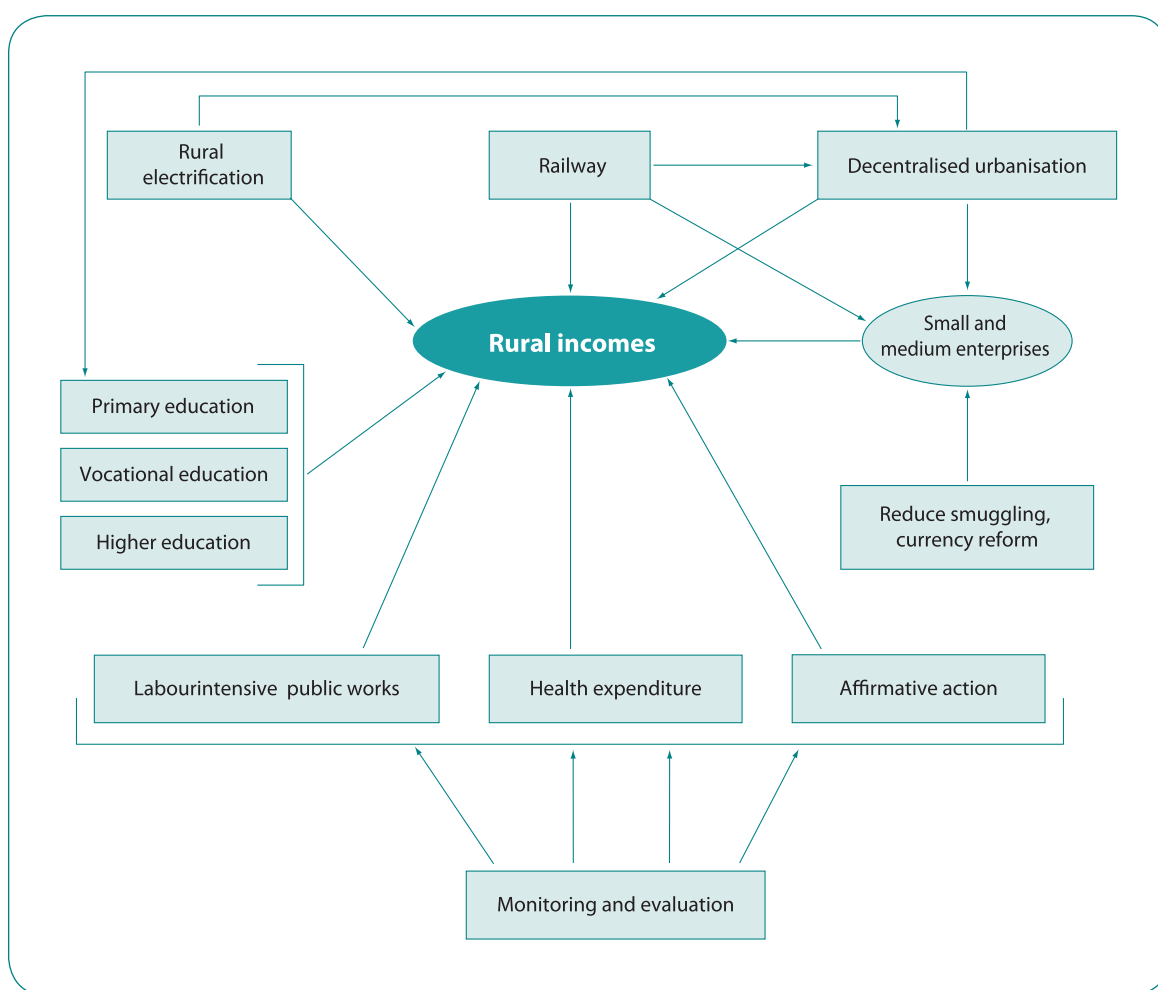 Rural
electrification
Railway
Decentralised urbanisation
Rural incomes
Small and
medium enterprises
Primary education
Vocational education
Higher education
Reduce smuggling,
currency reform
Labourintensive public works
Health expenditure
Affirmative action
Monitoring and evaluation